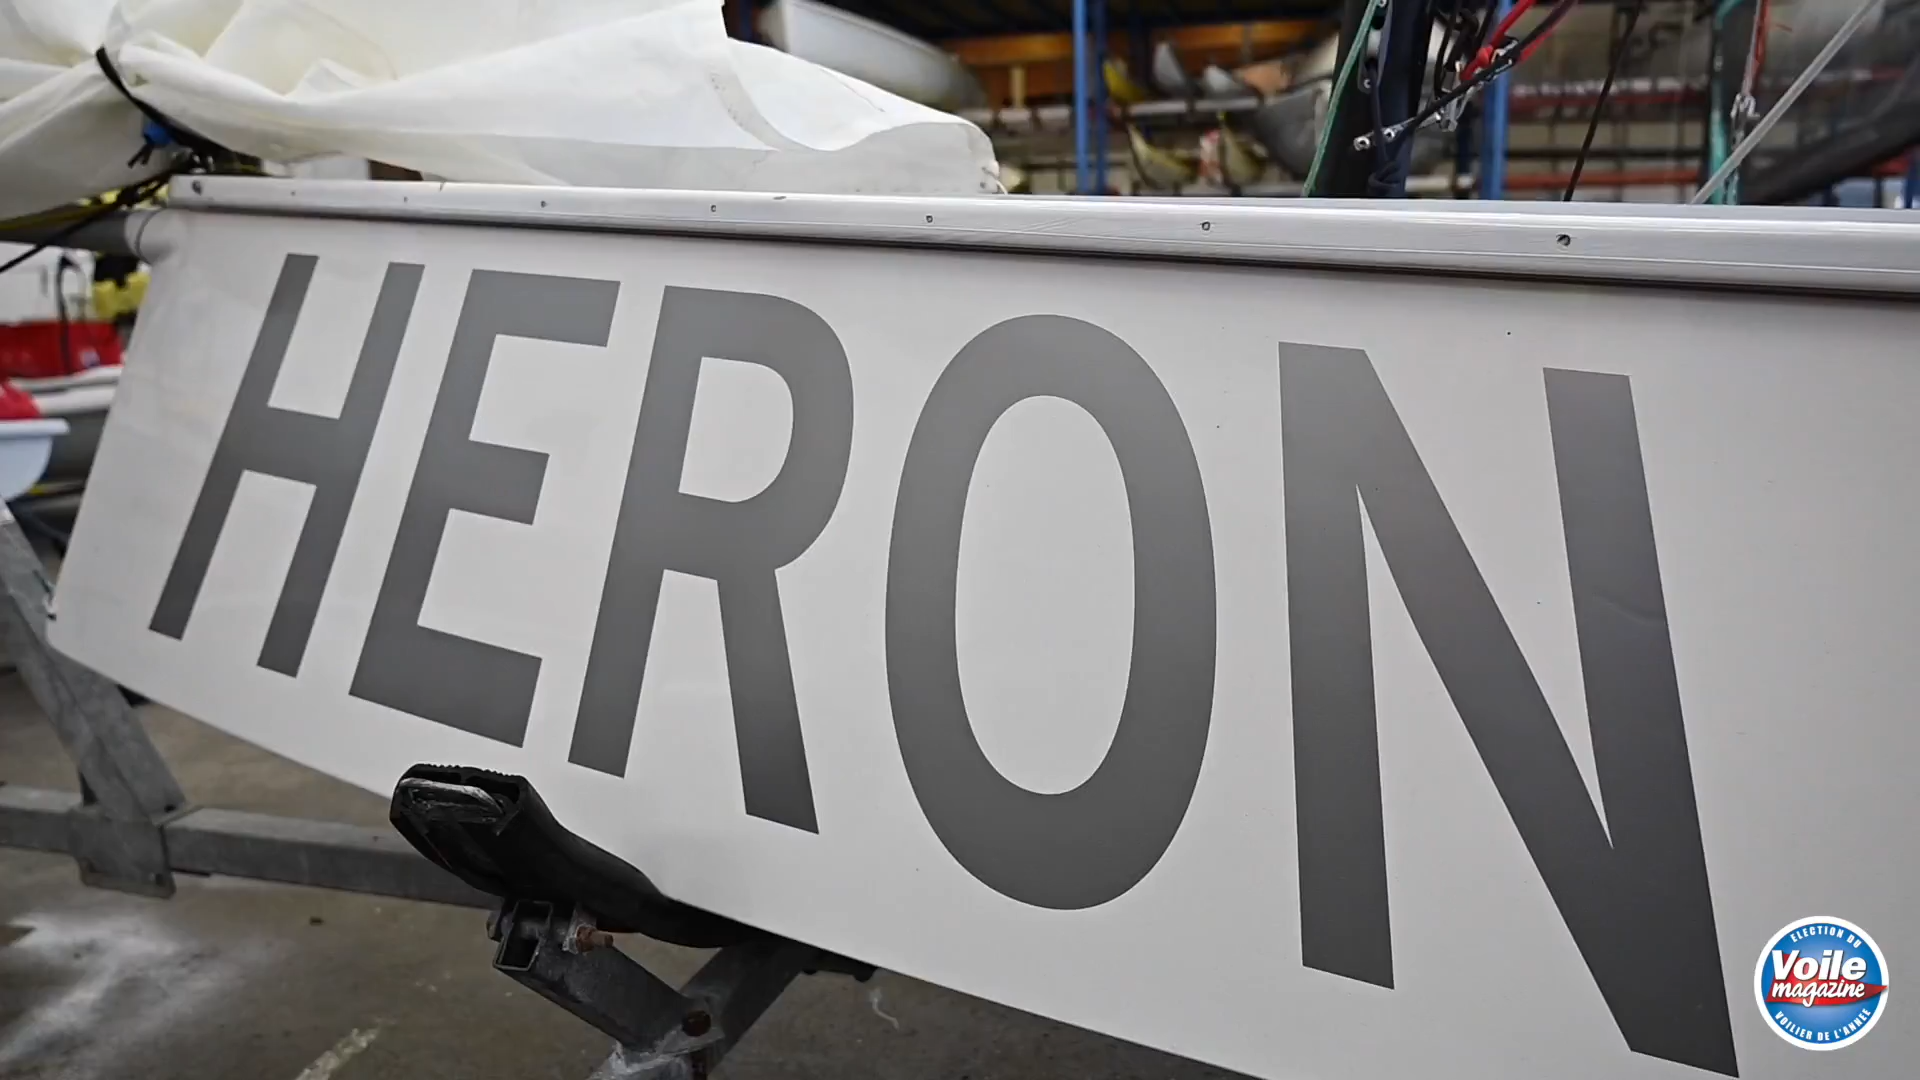 HERON
ELECTION DU
Voile
magazine
VOILIER DE L'ANNÉE